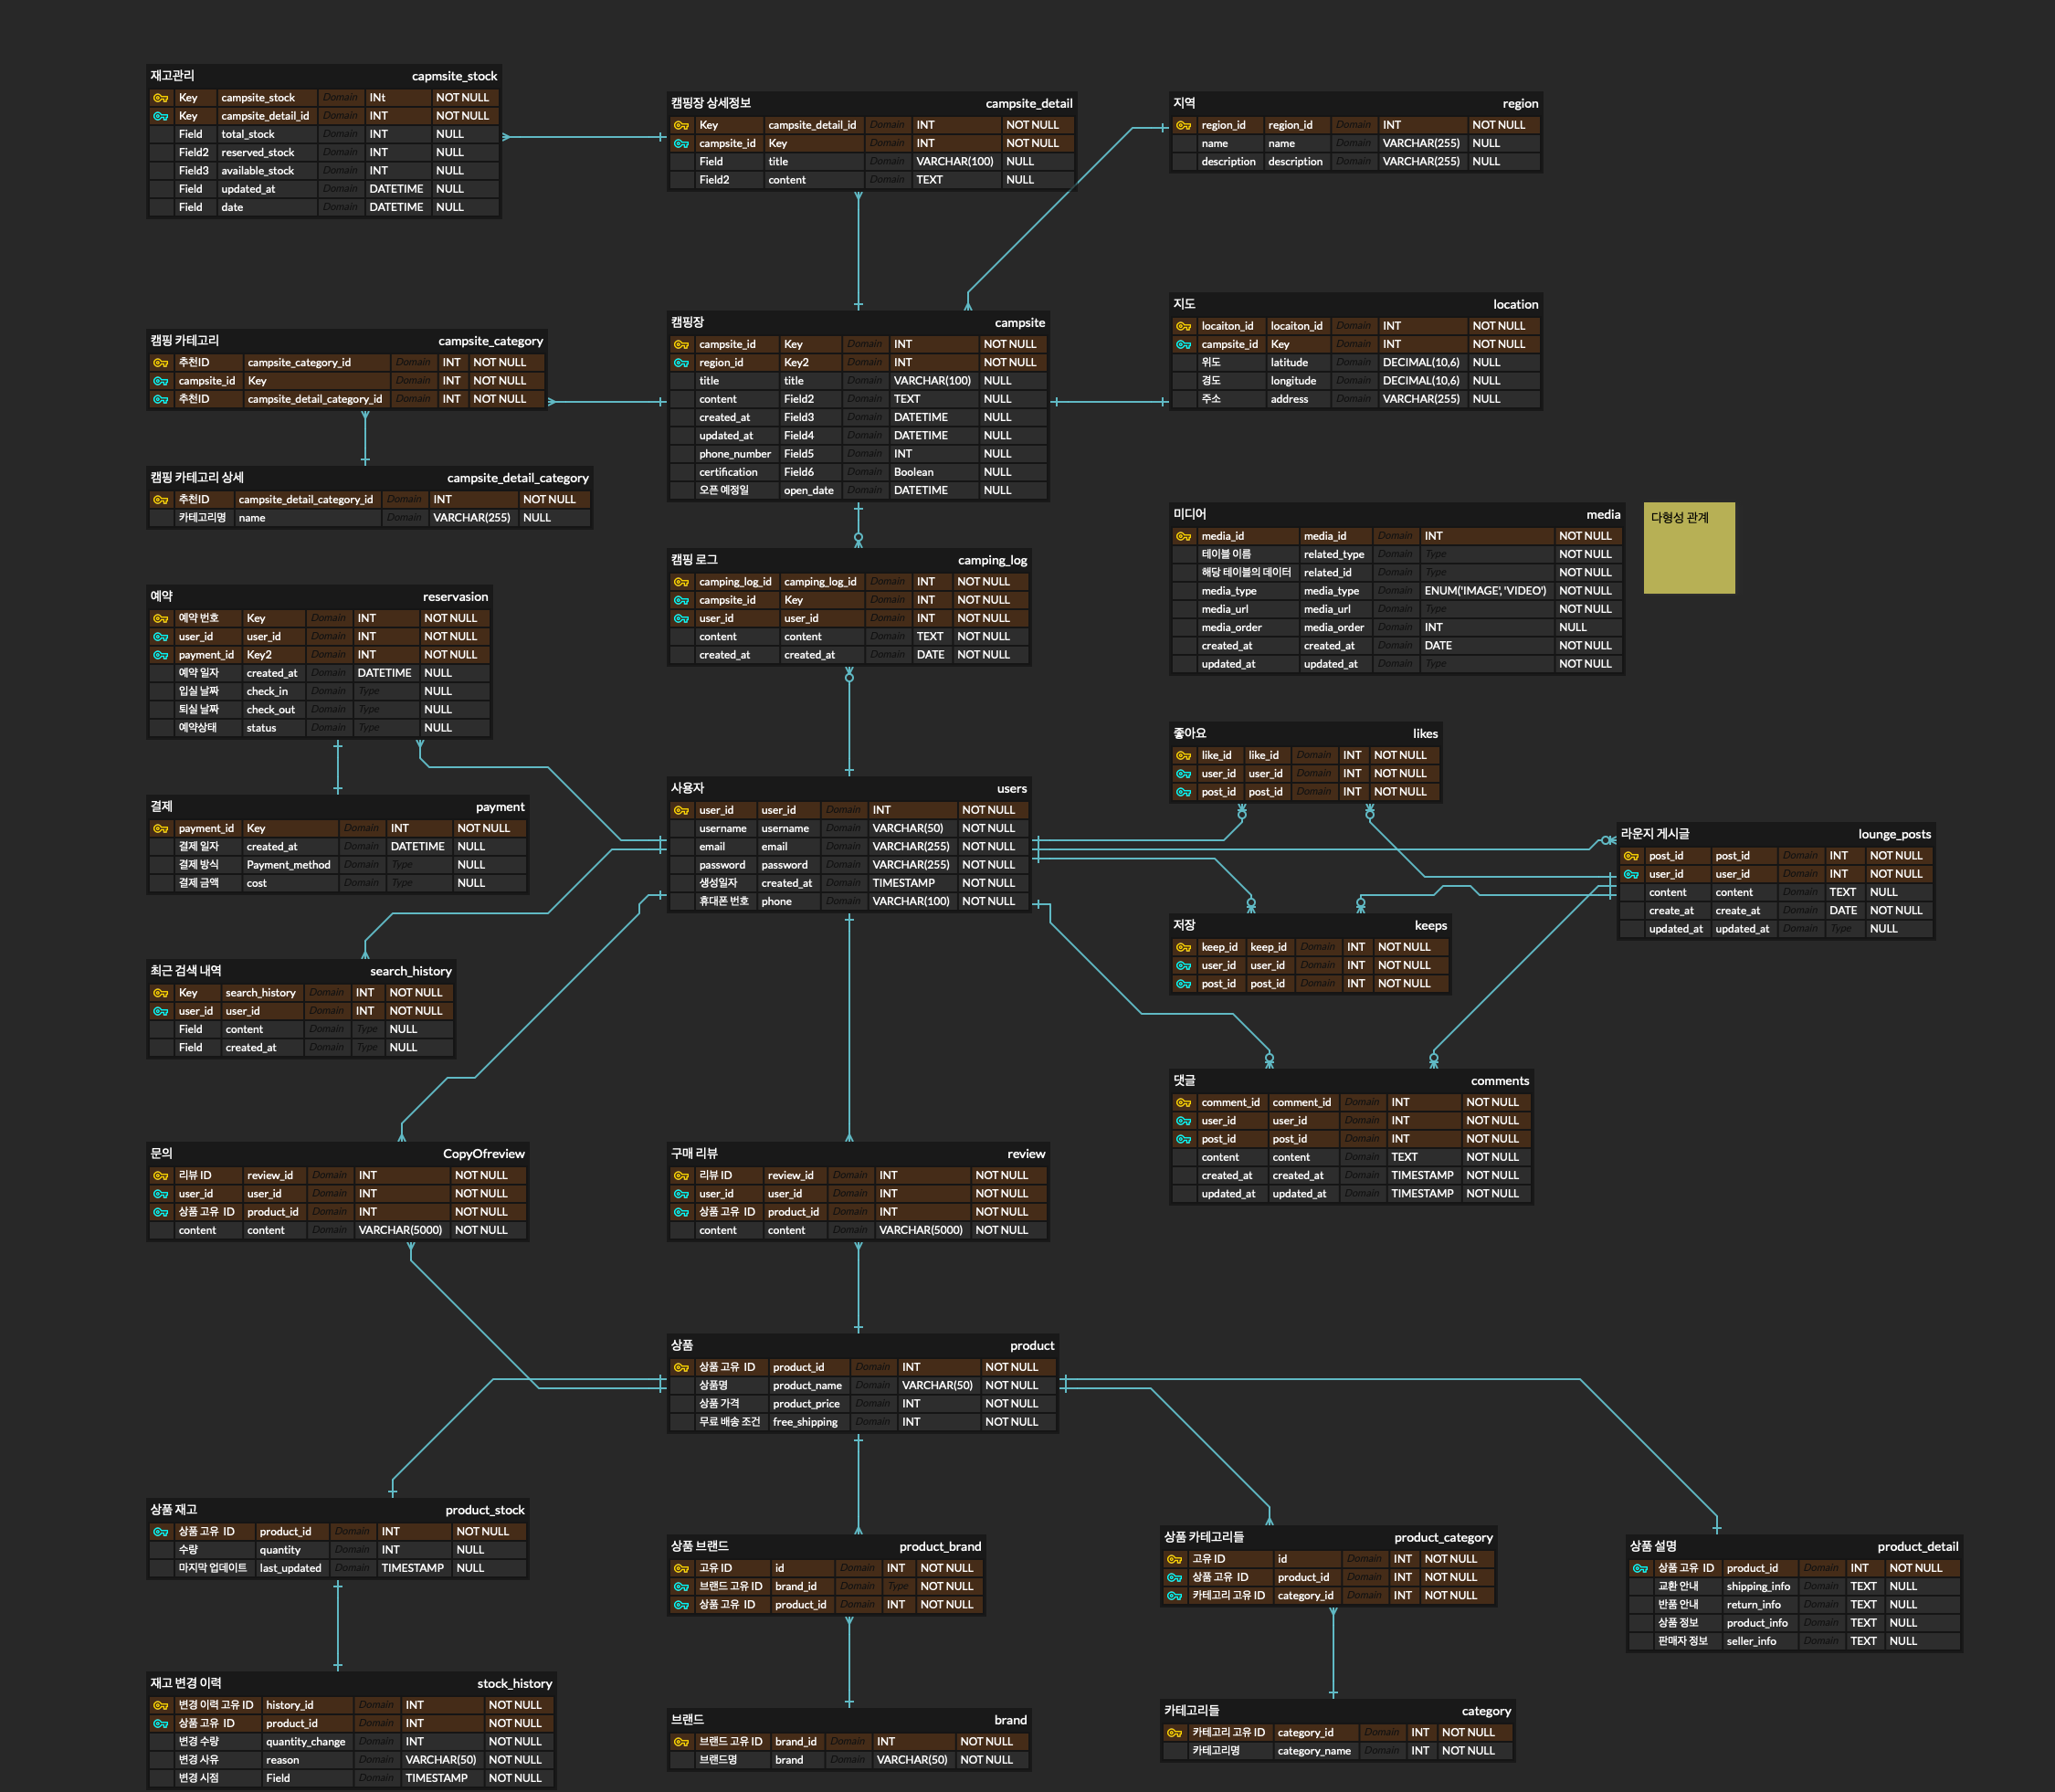 재고관리 capmsite_stock
Key campsite_stock Domain INt NOT NULL
Key campsite_detail_id Domain INT NOT NULL
Field total_stock Domain INT NULL
Field2 reserved_stock Domain INT NULL
Field3 available_stock Domain INT NULL
Field updated_at Domain DATETIME NULL
Field date Domain DATETIME NULL
캠핑장 상세정보 campsite_detail
Key campsite_detail_id Domain INT NOT NULL
campsite_id Key Domain INT NOT NULL
Field title Domain VARCHAR(100) NULL
Field2 content Domain TEXT NULL
지역 region
region_id region_id Domain INT NOT NULL
name name Domain VARCHAR(255) NULL
description description Domain VARCHAR(255) NULL
캠핑 카테고리 campsite_category
추천ID campsite_category_id Domain INT NOT NULL
campsite_id Key Domain INT NOT NULL
추천ID campsite_detail_category_id Domain INT NOT NULL
캠핑장 campsite
campsite_id Key Domain INT NOT NULL
region_id Key2 Domain INT NOT NULL
title title Domain VARCHAR(100) NULL
content Field2 Domain TEXT NULL
created_at Field3 Domain DATETIME NULL
updated_at Field4 Domain DATETIME NULL
phone_number Field5 Domain INT NULL
certification Field6 Domain Boolean NULL
오픈 예정일 open_date Domain DATETIME NULL
지도 location
locaiton_id locaiton_id Domain INT NOT NULL
campsite_id Key Domain INT NOT NULL
위도 latitude Domain DECIMAL(10,6) NULL
경도 longitude Domain DECIMAL(10,6) NULL
주소 address Domain VARCHAR(255) NULL
캠핑 카테고리 상세 campsite_detail_category
추천ID campsite_detail_category_id Domain INT NOT NULL
카테고리명 name Domain VARCHAR(255) NULL
미디어 media
media_id media_id Domain INT NOT NULL
테이블 이름 related_type Domain Type NOT NULL
해당 테이블의 데이터 related_id Domain Type NOT NULL
media_type media_type Domain ENUM('IMAGE', 'VIDEO') NOT NULL
media_url media_url Domain Type NOT NULL
media_order media_order Domain INT NULL
created_at created_at Domain DATE NOT NULL
updated_at updated_at Domain Type NOT NULL
다형성 관계
캠핑 로그 camping_log
camping_log_id camping_log_id Domain INT NOT NULL
campsite_id Key Domain INT NOT NULL
user_id user_id Domain INT NOT NULL
content content Domain TEXT NOT NULL
created_at created_at Domain DATE NOT NULL
예약 reservasion
예약 번호 Key Domain INT NOT NULL
user_id user_id Domain INT NOT NULL
payment_id Key2 Domain INT NOT NULL
예약 일자 created_at Domain DATETIME NULL
입실 날짜 check_in Domain Type NULL
퇴실 날짜 check_out Domain Type NULL
예약상태 status Domain Type NULL
좋아요 likes
like_id like_id Domain INT NOT NULL
user_id user_id Domain INT NOT NULL
post_id post_id Domain INT NOT NULL
결제 payment
payment_id Key Domain INT NOT NULL
결제 일자 created_at Domain DATETIME NULL
결제 방식 Payment_method Domain Type NULL
결제 금액 cost Domain Type NULL
사용자 users
user_id user_id Domain INT NOT NULL
username username Domain VARCHAR(50) NOT NULL
email email Domain VARCHAR(255) NOT NULL
password password Domain VARCHAR(255) NOT NULL
생성일자 created_at Domain TIMESTAMP NOT NULL
휴대폰 번호 phone Domain VARCHAR(100) NOT NULL
라운지 게시글 lounge_posts
post_id post_id Domain INT NOT NULL
user_id user_id Domain INT NOT NULL
content content Domain TEXT NULL
create_at create_at Domain DATE NOT NULL
updated_at updated_at Domain Type NULL
저장 keeps
keep_id keep_id Domain INT NOT NULL
user_id user_id Domain INT NOT NULL
post_id post_id Domain INT NOT NULL
최근 검색 내역 search_history
Key search_history Domain INT NOT NULL
user_id user_id Domain INT NOT NULL
Field content Domain Type NULL
Field created_at Domain Type NULL
댓글 comments
comment_id comment_id Domain INT NOT NULL
user_id user_id Domain INT NOT NULL
post_id post_id Domain INT NOT NULL
content content Domain TEXT NOT NULL
created_at created_at Domain TIMESTAMP NOT NULL
updated_at updated_at Domain TIMESTAMP NOT NULL
문의 CopyOfreview
리뷰 ID review_id Domain INT NOT NULL
user_id user_id Domain INT NOT NULL
상품 고유 ID product_id Domain INT NOT NULL
content content Domain VARCHAR(5000) NOT NULL
구매 리뷰 review
리뷰 ID review_id Domain INT NOT NULL
user_id user_id Domain INT NOT NULL
상품 고유 ID product_id Domain INT NOT NULL
content content Domain VARCHAR(5000) NOT NULL
상품 product
상품 고유 ID product_id Domain INT NOT NULL
상품명 product_name Domain VARCHAR(50) NOT NULL
상품 가격 product_price Domain INT NOT NULL
무료 배송 조건 free_shipping Domain INT NOT NULL
상품 재고 product_stock
상품 고유 ID product_id Domain INT NOT NULL
수량 quantity Domain INT NULL
마지막 업데이트 last_updated Domain TIMESTAMP NULL
상품 브랜드 product_brand
고유 ID id Domain INT NOT NULL
브랜드 고유 ID brand_id Domain Type NOT NULL
상품 고유 ID product_id Domain INT NOT NULL
상품 카테고리들 product_category
고유 ID id Domain INT NOT NULL
상품 고유 ID product_id Domain INT NOT NULL
카테고리 고유 ID category_id Domain INT NOT NULL
상품 설명 product_detail
상품 고유 ID product_id Domain INT NOT NULL
교환 안내 shipping_info Domain TEXT NULL
반품 안내 return_info Domain TEXT NULL
상품 정보 product_info Domain TEXT NULL
판매자 정보 seller_info Domain TEXT NULL
재고 변경 이력 stock_history
변경 이력 고유 ID history_id Domain INT NOT NULL
상품 고유 ID product_id Domain INT NOT NULL
변경 수량 quantity_change Domain INT NOT NULL
변경 사유 reason Domain VARCHAR(50) NOT NULL
변경 시점 Field Domain TIMESTAMP NOT NULL
브랜드 brand
브랜드 고유 ID brand_id Domain INT NOT NULL
브랜드명 brand Domain VARCHAR(50) NOT NULL
카테고리들 category
카테고리 고유 ID category_id Domain INT NOT NULL
카테고리명 category_name Domain INT NOT NULL